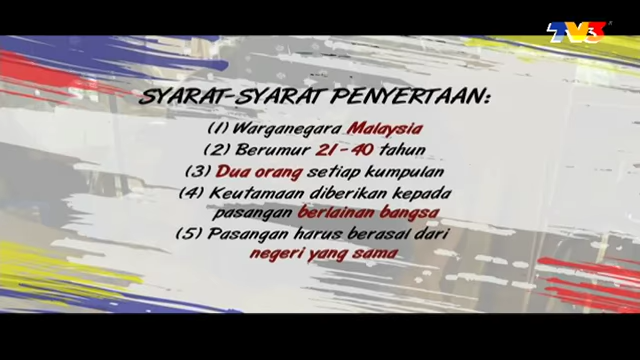 TV3
SYARAT-SYARAT PENYERTAAN:
(1) Warganegara Malaysia
(2) Berumur 21 - 40 tahun
(3) Dua orang setiap kumpulan
(4) Keutamaan diberikan kepada
pasangan berlainan bangsa
(5) Pasangan harus berasal dari
negeri yang sama